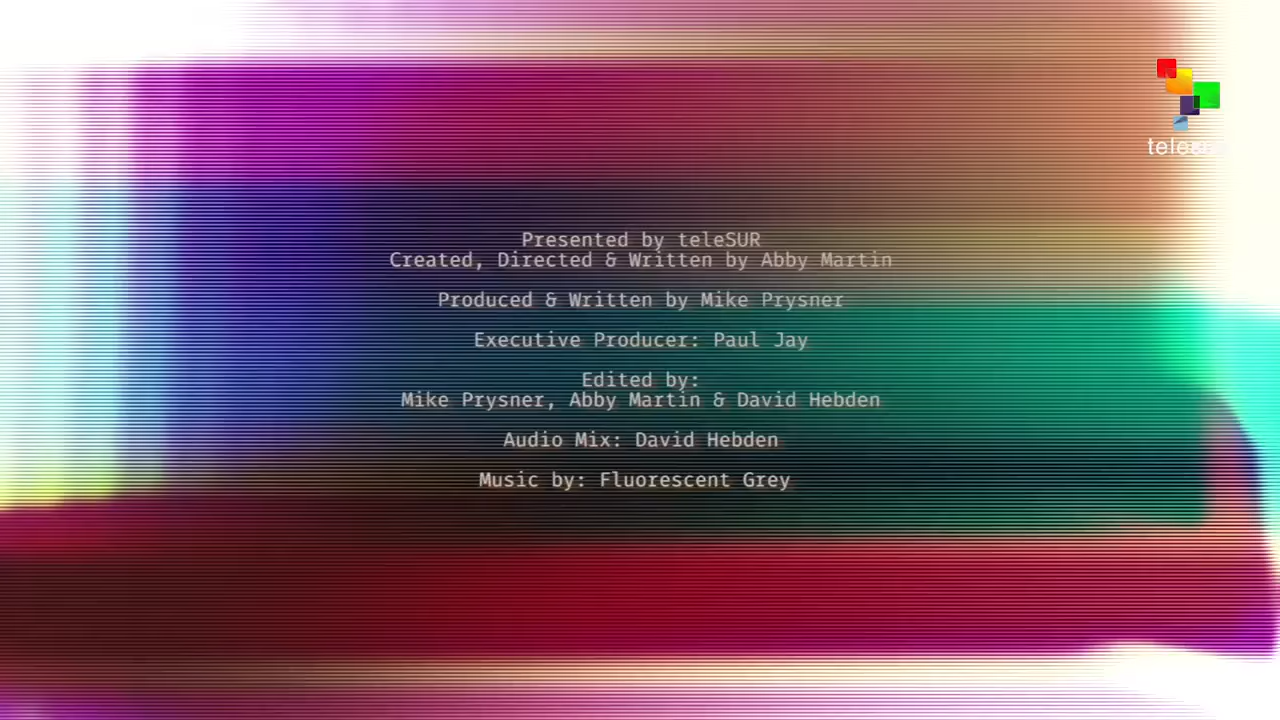 teleSUR
Presented by teleSUR
Created, Directed & Written by Abby Martin
Produced & Written by Mike Prysner
Executive Producer: Paul Jay
Edited by:
Mike Prysner, Abby Martin & David Hebden
Audio Mix: David Hebden
Music by: Fluorescent Grey